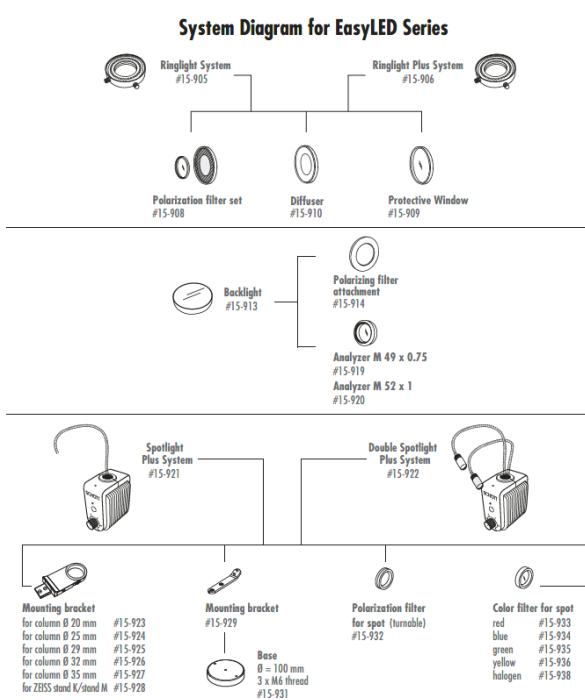 System Diagram for EasyLED Series
Ringlight System
#15-905
Ringlight Plus System
#15-906
Polarization filter set
#15-908
Diffuser
#15-910
Protective Window
#15-909
Backlight
#15-913
Polarizing filter
attachment
#15-914
Analyzer M 49 x 0.75
#15-919
Analyzer M 52 x 1
#15-920
Spotlight
Plus System
#15-921
Double Spotlight
Plus System
#15-922
SCHOTT
SCHOTT
Mounting bracket
for column Ø 20 mm #15-923
for column Ø 25 mm #15-924
for column Ø 29 mm #15-925
for column Ø 32 mm #15-926
for column Ø 35 mm #15-927
for ZEISS stand K/stand M #15-928
Mounting bracket
#15-929
Base
Ø = 100 mm
3 x M6 thread
#15-931
Polarization filter
for spot (turnable)
#15-932
Color filter for spot
red #15-933
blue #15-934
green #15-935
yellow #15-936
halogen #15-938